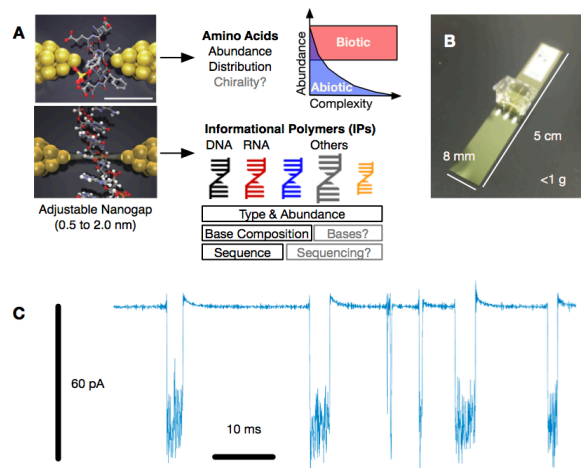 A
Amino Acids
Abundance
Distribution
Chirality?
Abundance
Biotic
Abiotic
Complexity
B
5 cm
8 mm
<1 g
Informational Polymers (IPs)
DNA RNA Others
Adjustable Nanogap
(0.5 to 2.0 nm)
Type & Abundance
Base Composition Bases?
Sequence Sequencing?
C
60 pA
10 ms